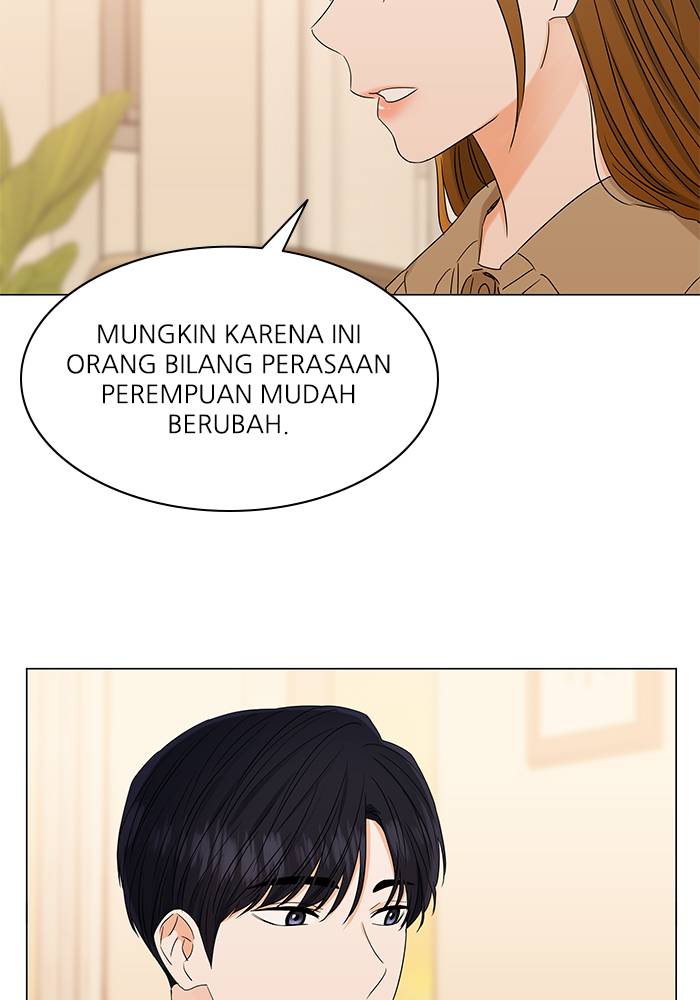 MUNGKIN KARENA INI
ORANG BILANG PERASAAN
PEREMPUAN MUDAH
BERUBAH.